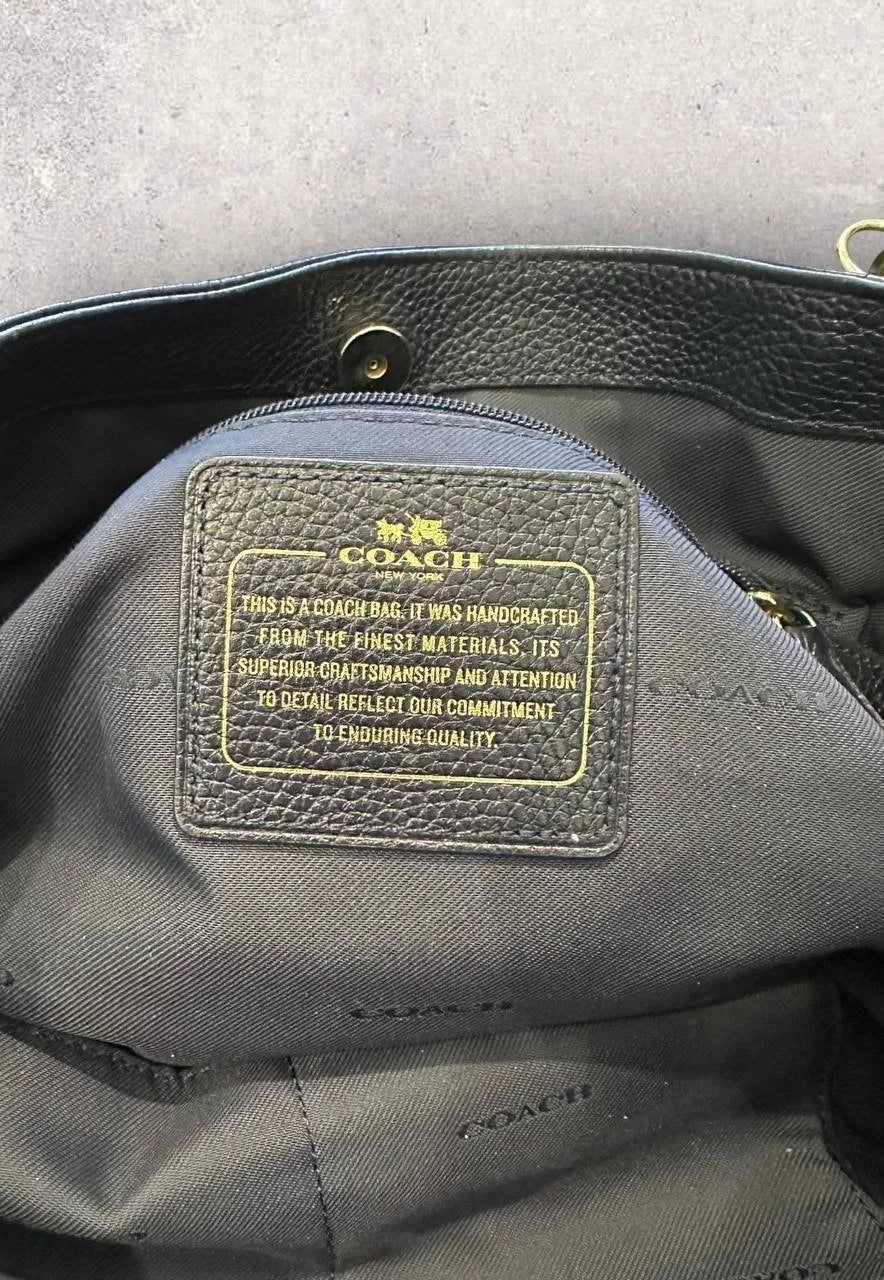 COACH
NEW YORK
THIS IS A COACH BAG. IT WAS HANDCRAFTED
FROM THE FINEST MATERIALS. ITS
SUPERIOR CRAFTSMANSHIP AND ATTENTION
TO DETAIL REFLECT OUR COMMITMENT
TO ENDURING QUALITY.
COACH
COACH
COACH